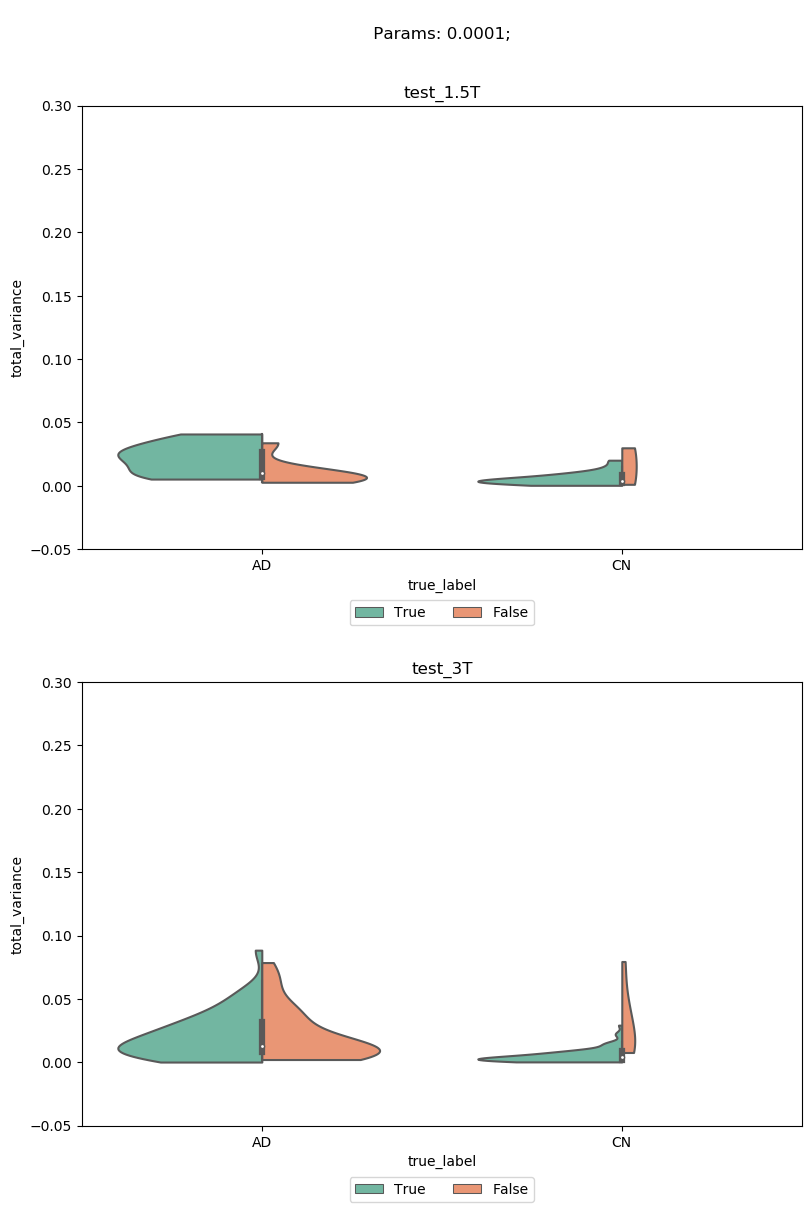 Params: 0.0001;
test_1.5T
0.30
0.25
0.20
0.15
0.10
0.05
0.00
−0.05
total_variance
AD CN
true_label
True False
test_3T
0.30
0.25
0.20
0.15
0.10
0.05
0.00
−0.05
total_variance
AD CN
true_label
True False